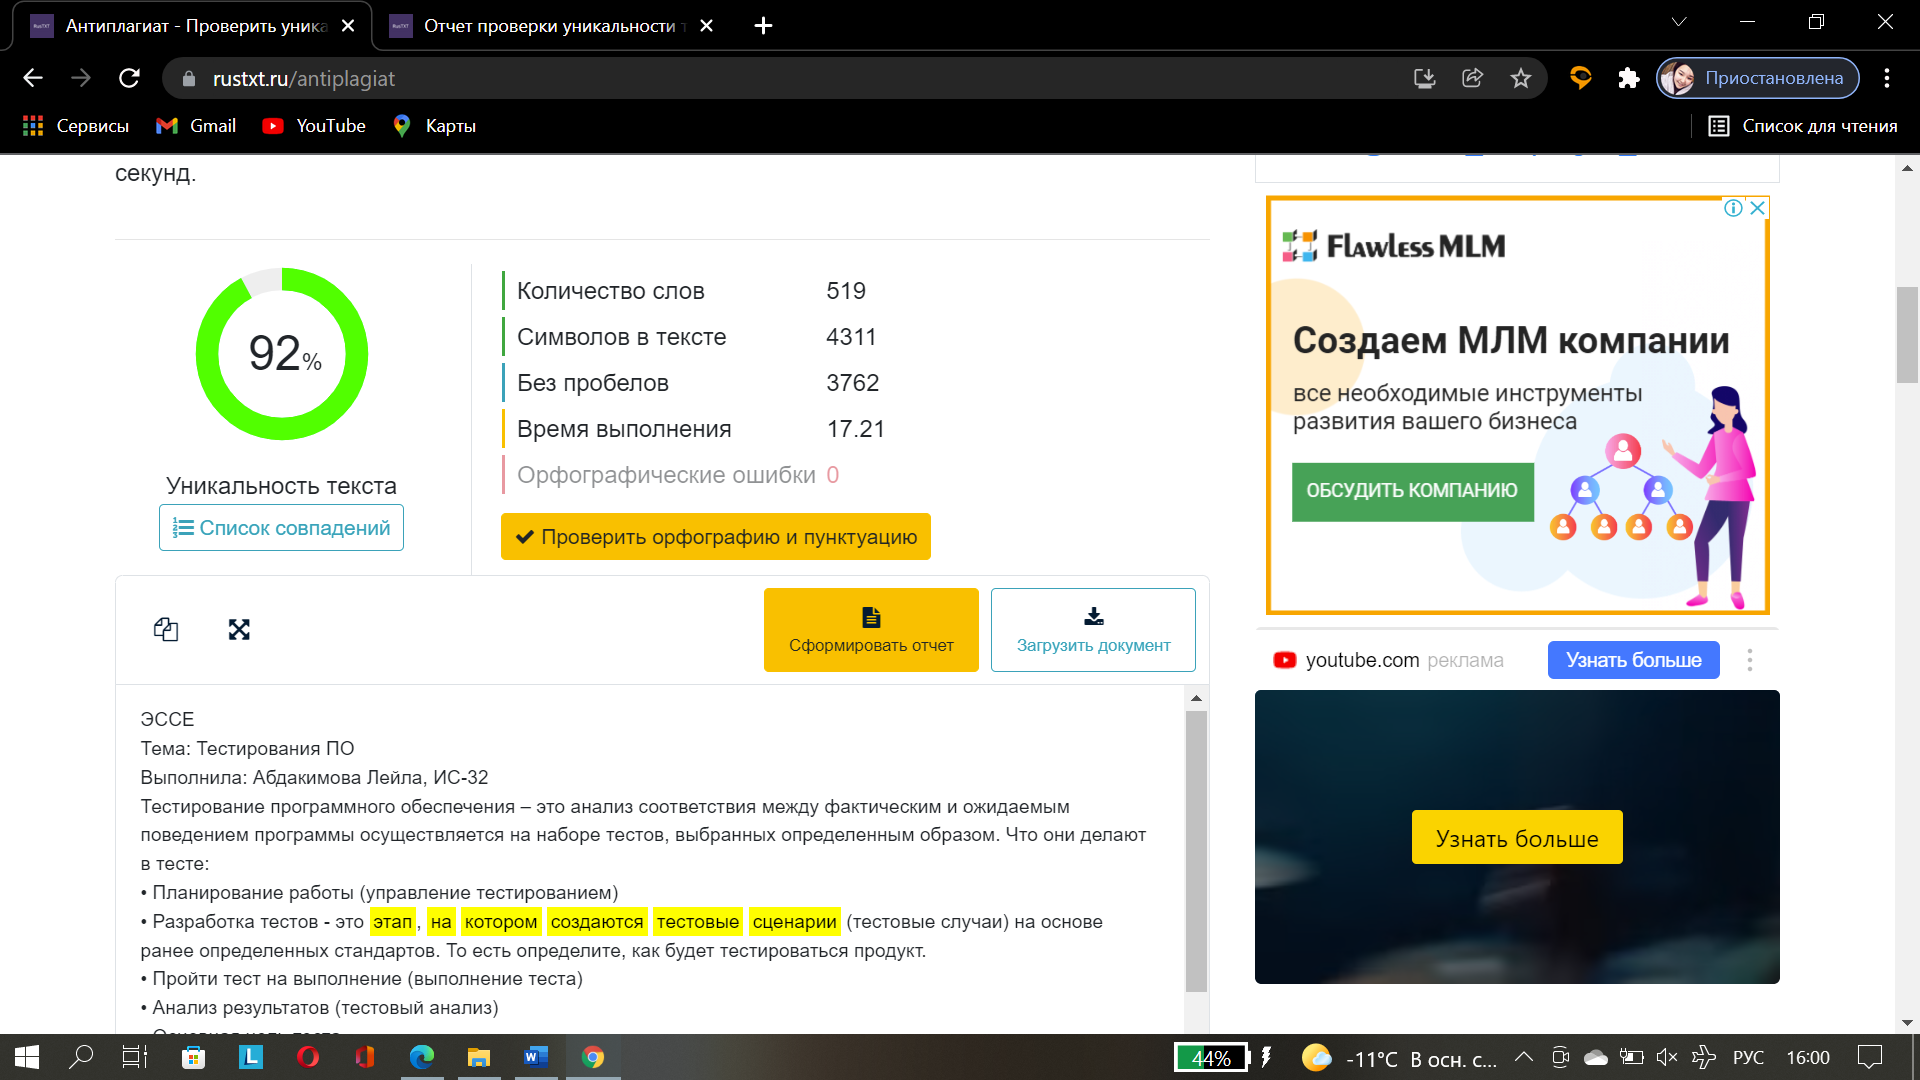 Антиплагиат - Проверить уника
Отчет проверки уникальности т
rustxt.ru/antiplagiat
Приостановлена
Сервисы
Gmail
YouTube
Карты
Список для чтения
секунд.
92%
Уникальность текста
Список совпадений
Количество слов 519
Символов в тексте 4311
Без пробелов 3762
Время выполнения 17.21
Орфографические ошибки 0
Проверить орфографию и пунктуацию
Сформировать отчет
Загрузить документ
ЭССЕ
Тема: Тестирования ПО
Выполнила: Абдакимова Лейла, ИС-32
Тестирование программного обеспечения – это анализ соответствия между фактическим и ожидаемым
поведением программы осуществляется на наборе тестов, выбранных определенным образом. Что они делают
в тесте:
• Планирование работы (управление тестированием)
• Разработка тестов - это этап, на котором создаются тестовые сценарии (тестовые случаи) на основе
ранее определенных стандартов. То есть определите, как будет тестироваться продукт.
• Пройти тест на выполнение (выполнение теста)
• Анализ результатов (тестовый анализ)
Flawless MLM
Создаем МЛМ компании
все необходимые инструменты
развития вашего бизнеса
ОБСУДИТЬ КОМПАНИЮ
youtube.com реклама
Узнать больше
Узнать больше
44%
-11°C В осн. с...
РУС
16:00